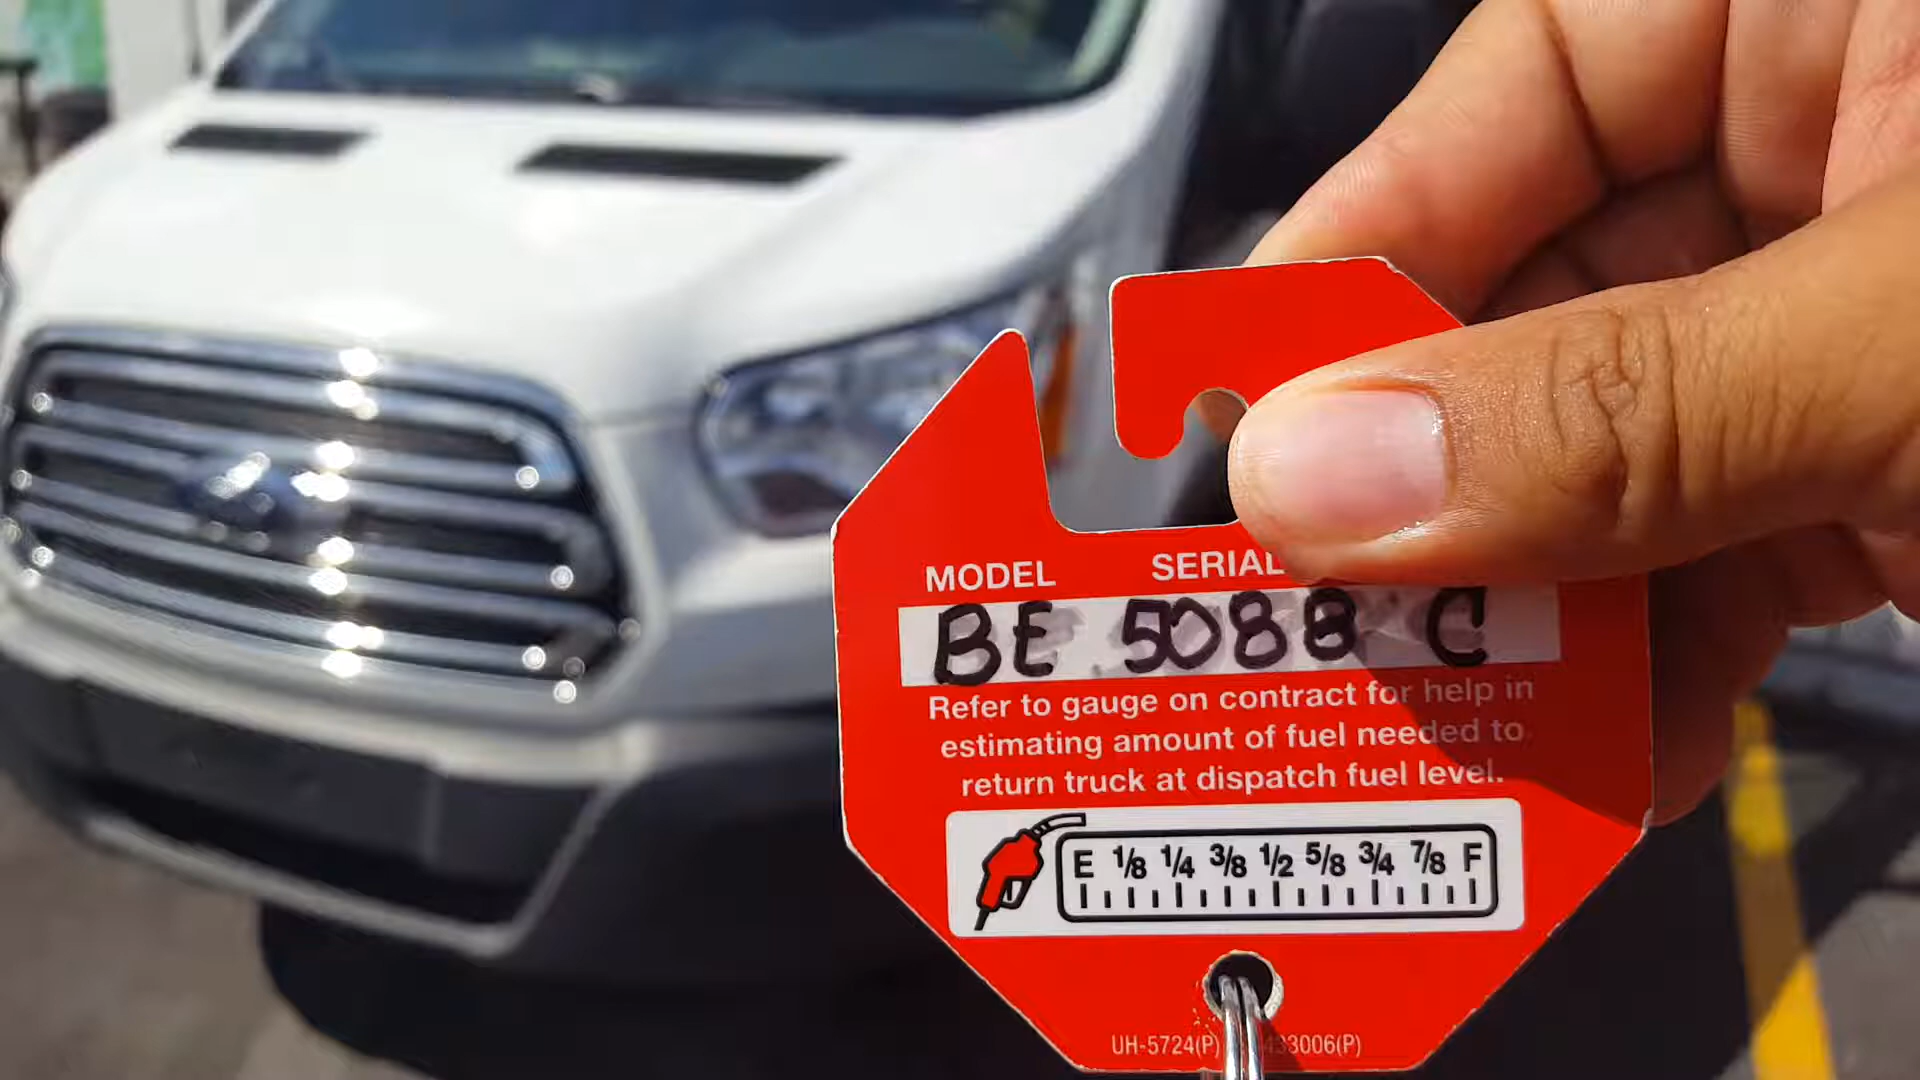 MODEL SERIAL
BE 5088 C
Refer to gauge on contract for help in
estimating amount of fuel needed to
return truck at dispatch fuel level.
E 1/8 1/4 3/8 1/2 5/8 3/4 7/8 F
UH-5724(P) 33006(P)